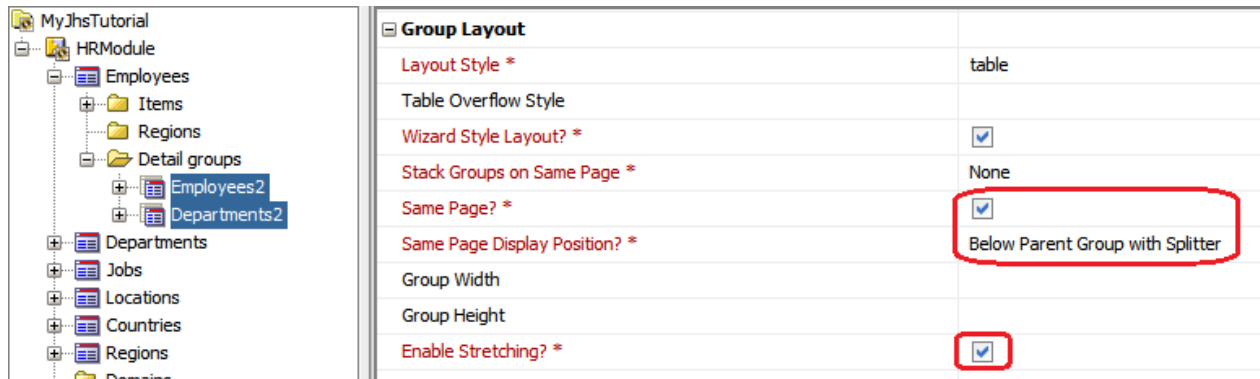 MyJhsTutorial
HRModule
Employees
Items
Regions
Detail groups
Employees2
Departments2
Departments
Jobs
Locations
Countries
Regions
Domains
Group Layout
Layout Style * table
Table Overflow Style
Wizard Style Layout? *
Stack Groups on Same Page * None
Same Page? *
Same Page Display Position? * Below Parent Group with Splitter
Group Width
Group Height
Enable Stretching? *